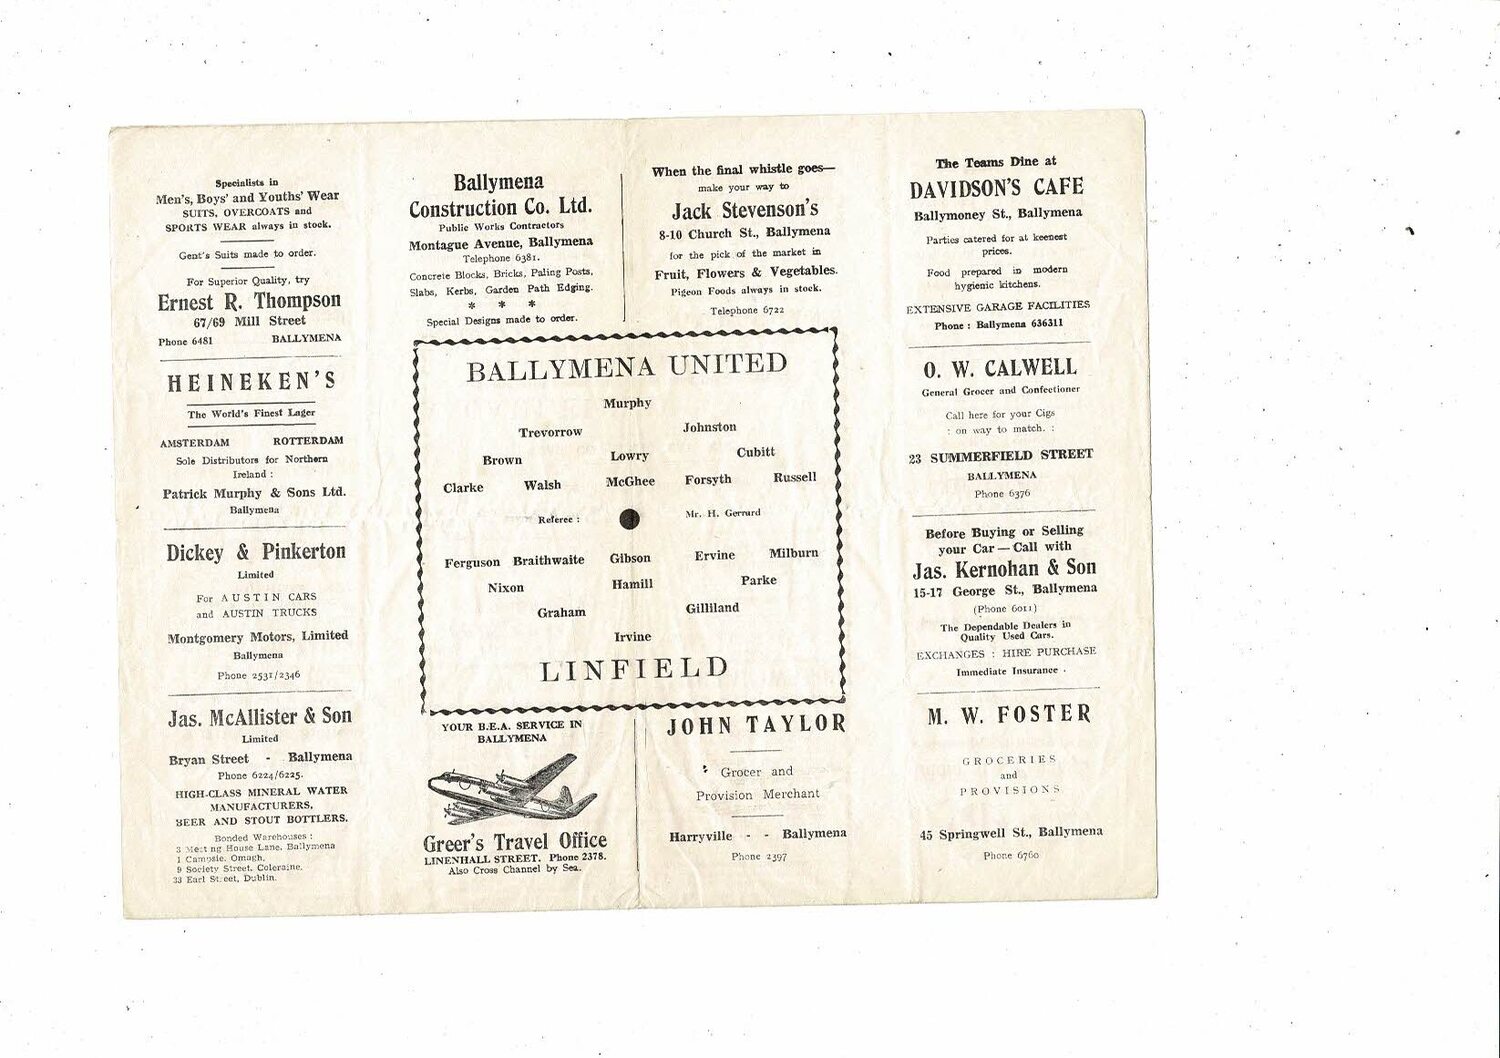 Specialists in
Men's, Boys' and Youths' Wear
SUITS, OVERCOATS and
SPORTS WEAR always in stock.
Gent's Suits made to order.
For Superior Quality, try
Ernest R. Thompson
67/69 Mill Street
Phone 6481 BALLYMENA
HEINEKEN'S
The World's Finest Lager
AMSTERDAM ROTTERDAM
Sole Distributors for Northern
Ireland :
Patrick Murphy & Sons Ltd.
Ballymena
Dickey & Pinkerton
Limited
For AUSTIN CARS
and AUSTIN TRUCKS
Montgomery Motors, Limited
Ballymena
Phone 2531/2346
Jas. McAllister & Son
Limited
Bryan Street - Ballymena
Phone 6224/6225.
HIGH-CLASS MINERAL WATER
MANUFACTURERS,
BEER AND STOUT BOTTLERS.
Bonded Warehouses :
3 Meeting House Lane, Ballymena
1 Campsie, Omagh,
9 Society Street, Coleraine,
33 Earl Street, Dublin.
Ballymena
Construction Co. Ltd.
Public Works Contractors
Montague Avenue, Ballymena
Telephone 6381.
Concrete Blocks, Bricks, Paling Posts,
Slabs, Kerbs, Garden Path Edging.
* * *
Special Designs made to order.
When the final whistle goes—
make your way to
Jack Stevenson's
8-10 Church St., Ballymena
for the pick of the market in
Fruit, Flowers & Vegetables.
Pigeon Foods always in stock.
Telephone 6722
BALLYMENA UNITED
Murphy
Trevorrow Johnston
Brown Lowry Cubitt
Clarke Walsh McGhee Forsyth Russell
Referee : Mr. H. Gerrard
Ferguson Braithwaite Gibson Ervine Milburn
Nixon Hamill Parke
Graham Gilliland
Irvine
LINFIELD
YOUR B.E.A. SERVICE IN
BALLYMENA
Greer's Travel Office
LINENHALL STREET. Phone 2378.
Also Cross Channel by Sea.
JOHN TAYLOR
Grocer and
Provision Merchant
Harryville - - Ballymena
Phone 2397
The Teams Dine at
DAVIDSON'S CAFE
Ballymoney St., Ballymena
Parties catered for at keenest
prices.
Food prepared in modern
hygienic kitchens.
EXTENSIVE GARAGE FACILITIES
Phone : Ballymena 636311
O. W. CALWELL
General Grocer and Confectioner
Call here for your Cigs
: on way to match. :
23 SUMMERFIELD STREET
BALLYMENA
Phone 6376
Before Buying or Selling
your Car — Call with
Jas. Kernohan & Son
15-17 George St., Ballymena
(Phone 6011)
The Dependable Dealers in
Quality Used Cars.
EXCHANGES : HIRE PURCHASE
Immediate Insurance .
M. W. FOSTER
GROCERIES
and
PROVISIONS
45 Springwell St., Ballymena
Phone 6760